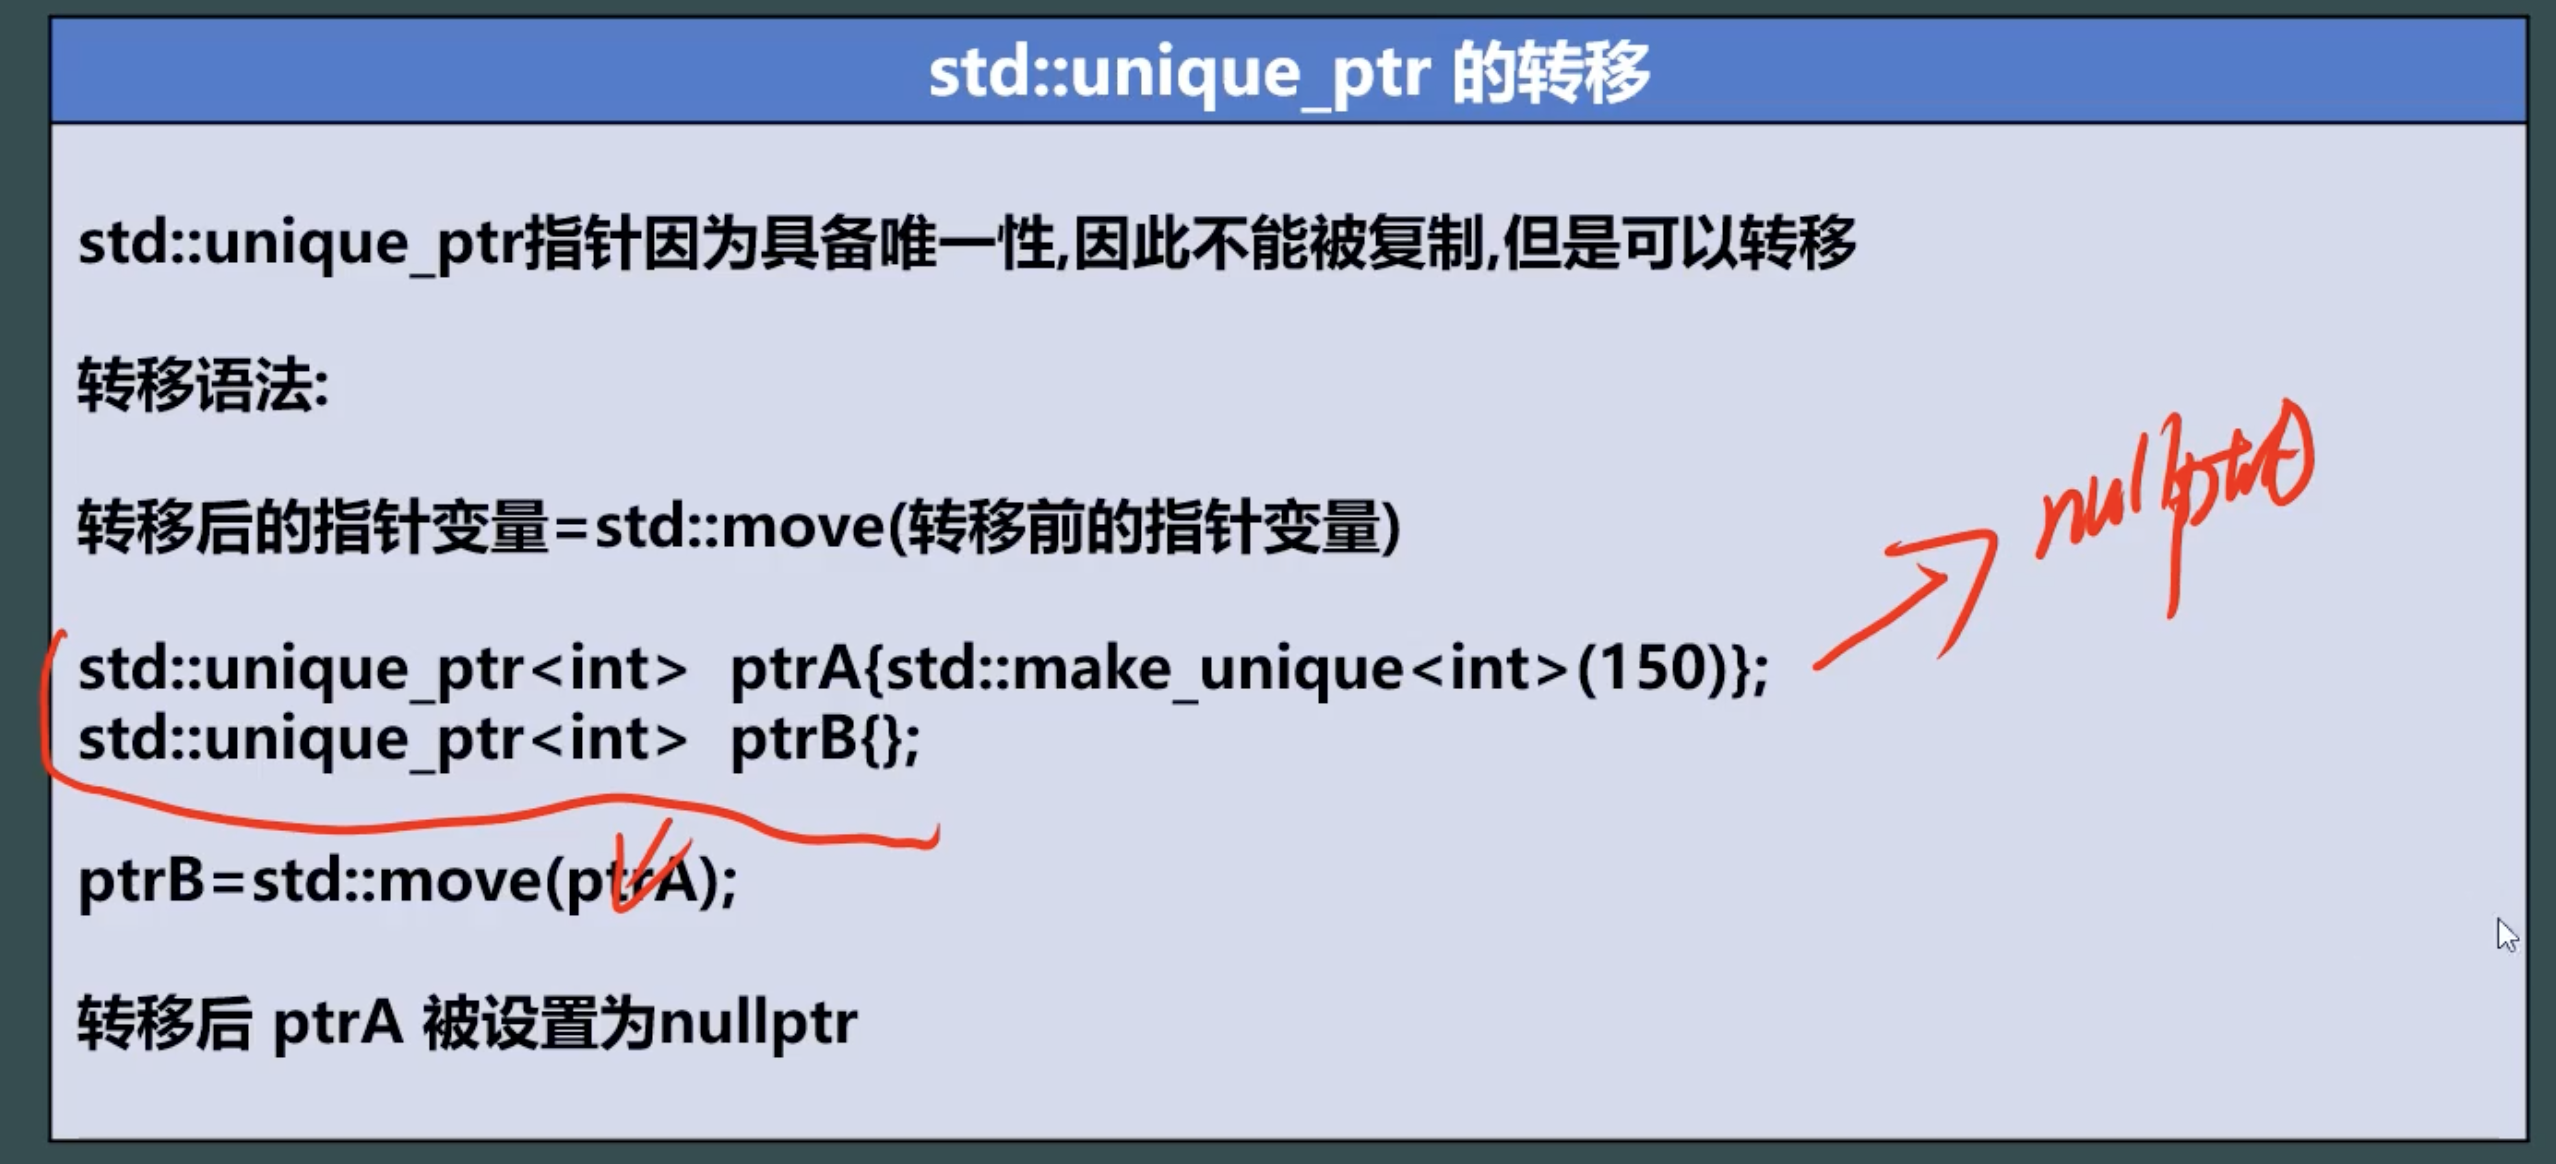 std::unique_ptr 的转移
std::unique_ptr指针因为具备唯一性,因此不能被复制,但是可以转移
转移语法:
转移后的指针变量=std::move(转移前的指针变量)
nullptr
std::unique_ptr<int>  ptrA{std::make_unique<int>(150)};
std::unique_ptr<int>  ptrB{};
ptrB=std::move(ptrA);
转移后 ptrA 被设置为nullptr